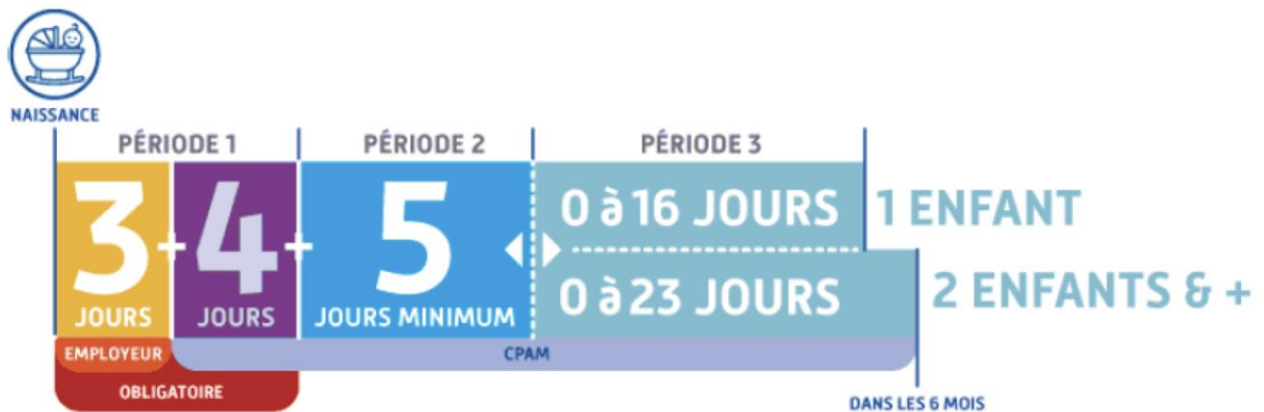 NAISSANCE
PÉRIODE 1
PÉRIODE 2
PÉRIODE 3
3
JOURS
+
4
JOURS
+
5
JOURS MINIMUM
0 à 16 JOURS
1 ENFANT
0 à 23 JOURS
2 ENFANTS & +
EMPLOYEUR
CPAM
OBLIGATOIRE
DANS LES 6 MOIS